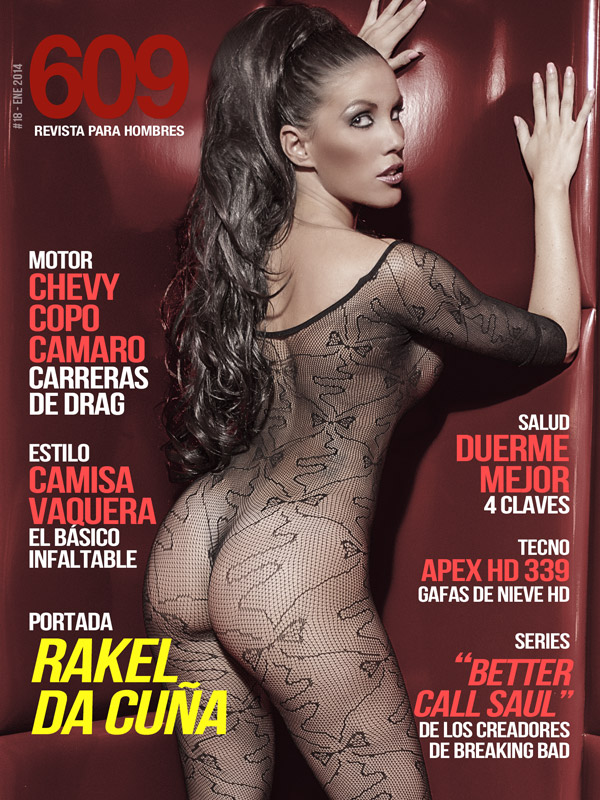 #18 - ENE 2014
609
REVISTA PARA HOMBRES
MOTOR
CHEVY
COPO
CAMARO
CARRERAS
DE DRAG
ESTILO
CAMISA
VAQUERA
EL BÁSICO
INFALTABLE
PORTADA
RAKEL
DA CUÑA
SALUD
DUERME
MEJOR
4 CLAVES
TECNO
APEX HD 339
GAFAS DE NIEVE HD
SERIES
“BETTER
CALL SAUL”
DE LOS CREADORES
DE BREAKING BAD